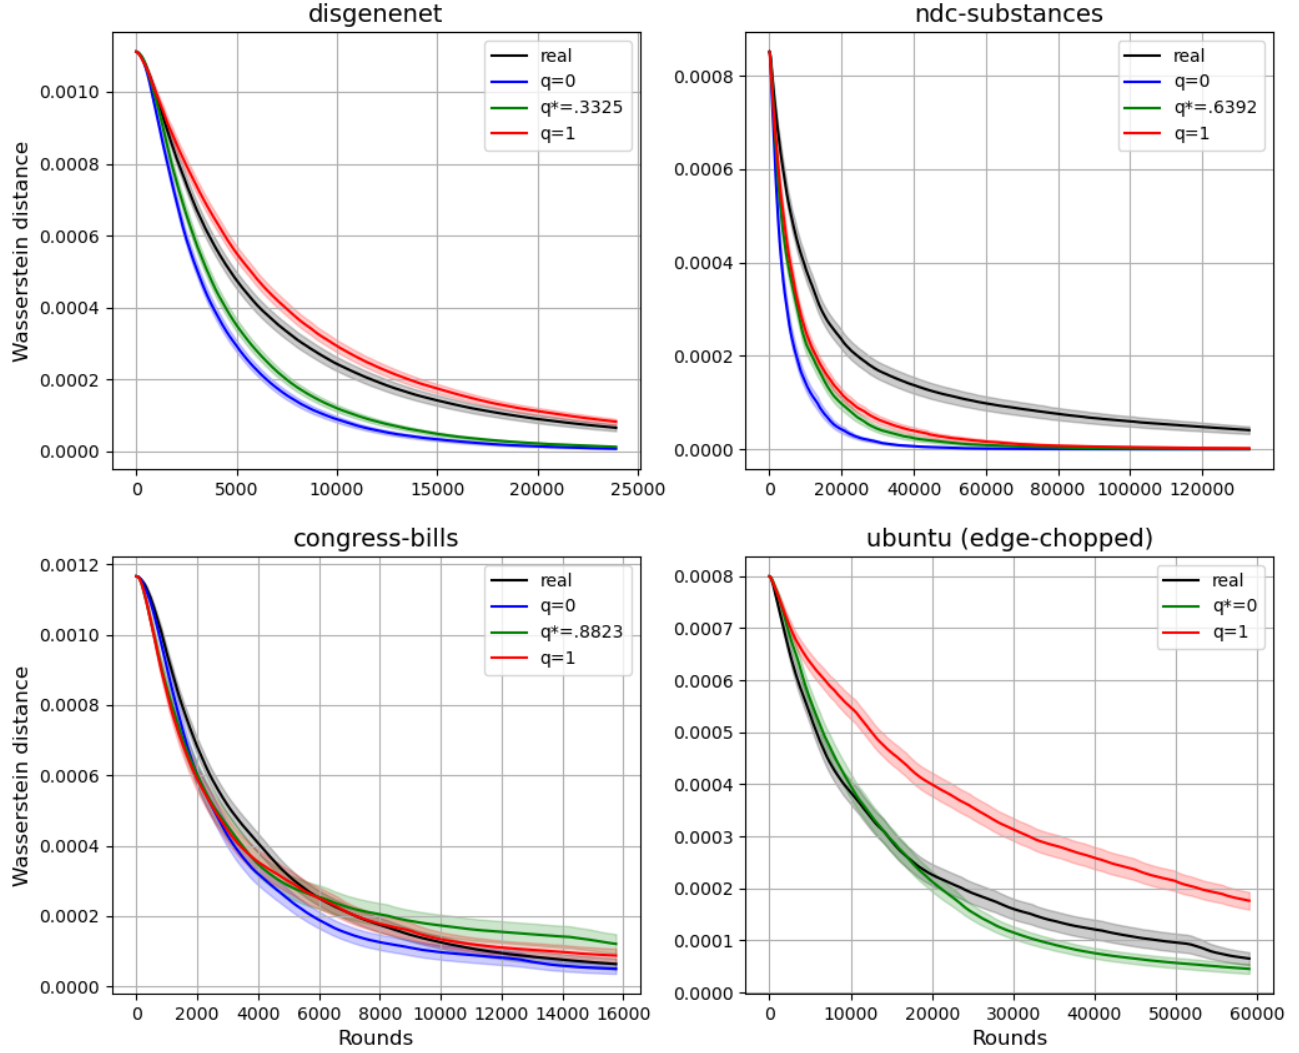 disgenenet
0.0010
0.0008
0.0006
0.0004
0.0002
0.0000
Wasserstein distance
real
q=0
q*=.3325
q=1
0 5000 10000 15000 20000 25000
ndc-substances
0.0008
0.0006
0.0004
0.0002
0.0000
real
q=0
q*=.6392
q=1
0 20000 40000 60000 80000 100000 120000
congress-bills
0.0012
0.0010
0.0008
0.0006
0.0004
0.0002
0.0000
Wasserstein distance
real
q=0
q*=.8823
q=1
0 2000 4000 6000 8000 10000 12000 14000 16000
Rounds
ubuntu (edge-chopped)
0.0008
0.0007
0.0006
0.0005
0.0004
0.0003
0.0002
0.0001
0.0000
real
q*=0
q=1
0 10000 20000 30000 40000 50000 60000
Rounds